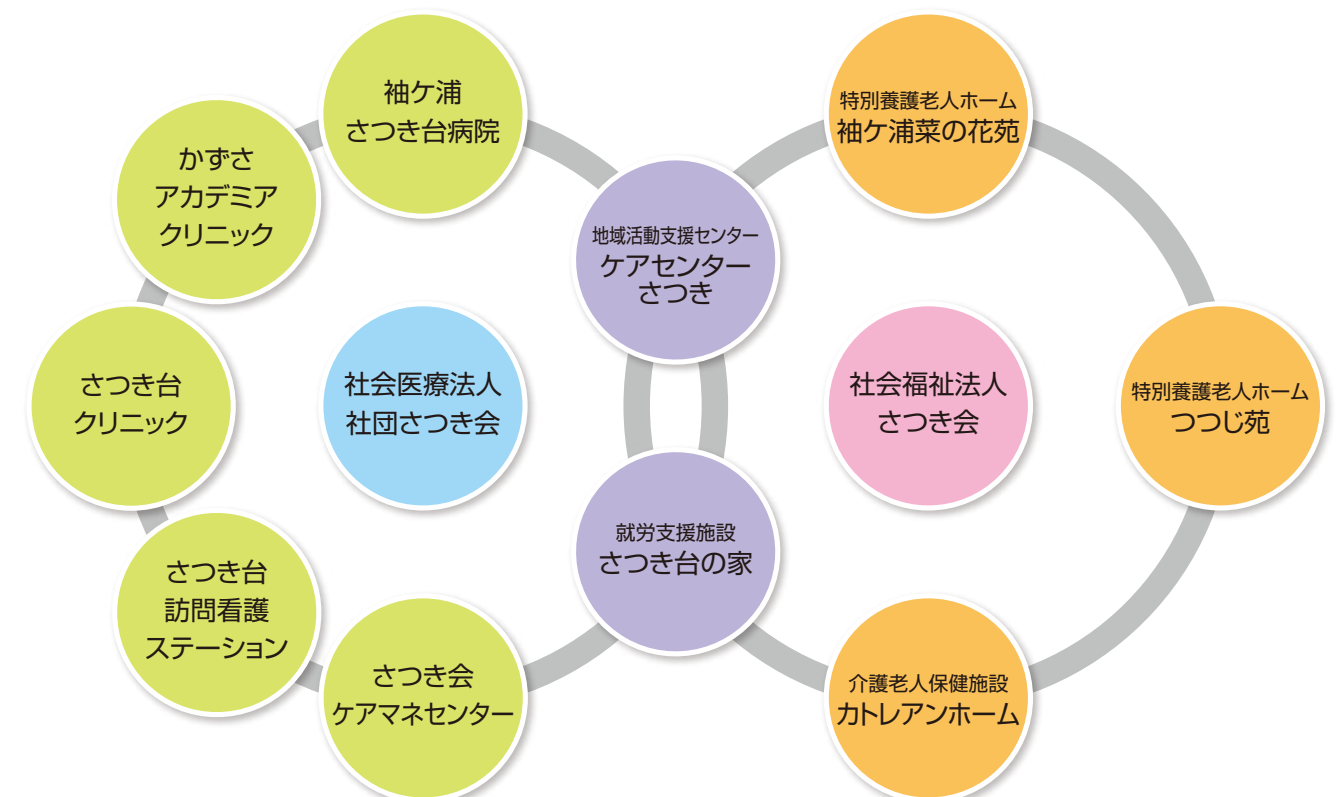 袖ケ浦
さつき台病院
かずさ
アカデミア
クリニック
さつき台
クリニック
さつき台
訪問看護
ステーション
さつき会
ケアマネセンター
社会医療法人
社団さつき会
地域活動支援センター
ケアセンター
さつき
就労支援施設
さつき台の家
社会福祉法人
さつき会
特別養護老人ホーム
袖ケ浦菜の花苑
特別養護老人ホーム
つつじ苑
介護老人保健施設
カトレアンホーム